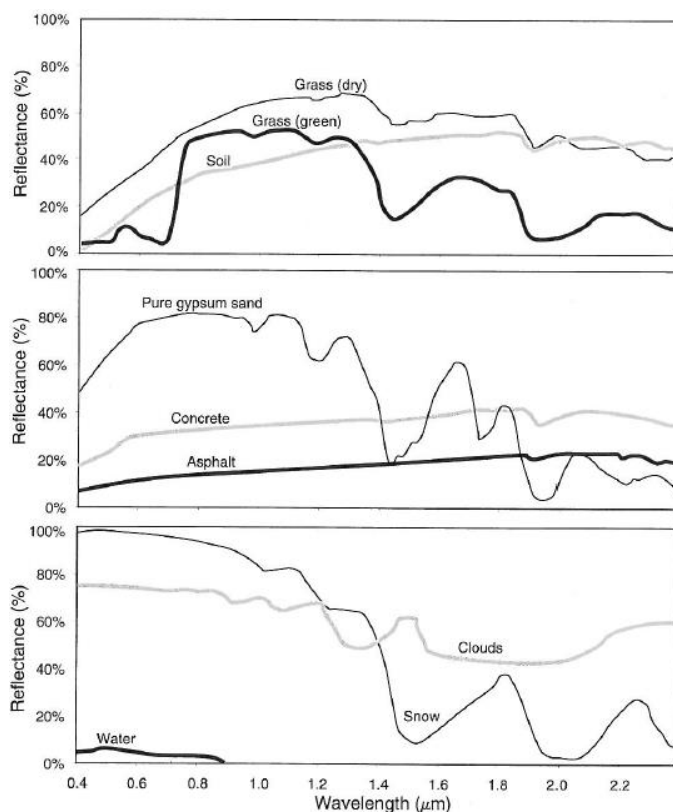 100%
80%
60%
40%
20%
0%
Reflectance (%)
Grass (dry)
Grass (green)
Soil
100%
80%
60%
40%
20%
0%
Reflectance (%)
Pure gypsum sand
Concrete
Asphalt
100%
80%
60%
40%
20%
0%
Reflectance (%)
Clouds
Snow
Water
0.4 0.6 0.8 1.0 1.2 1.4 1.6 1.8 2.0 2.2
Wavelength (μm)